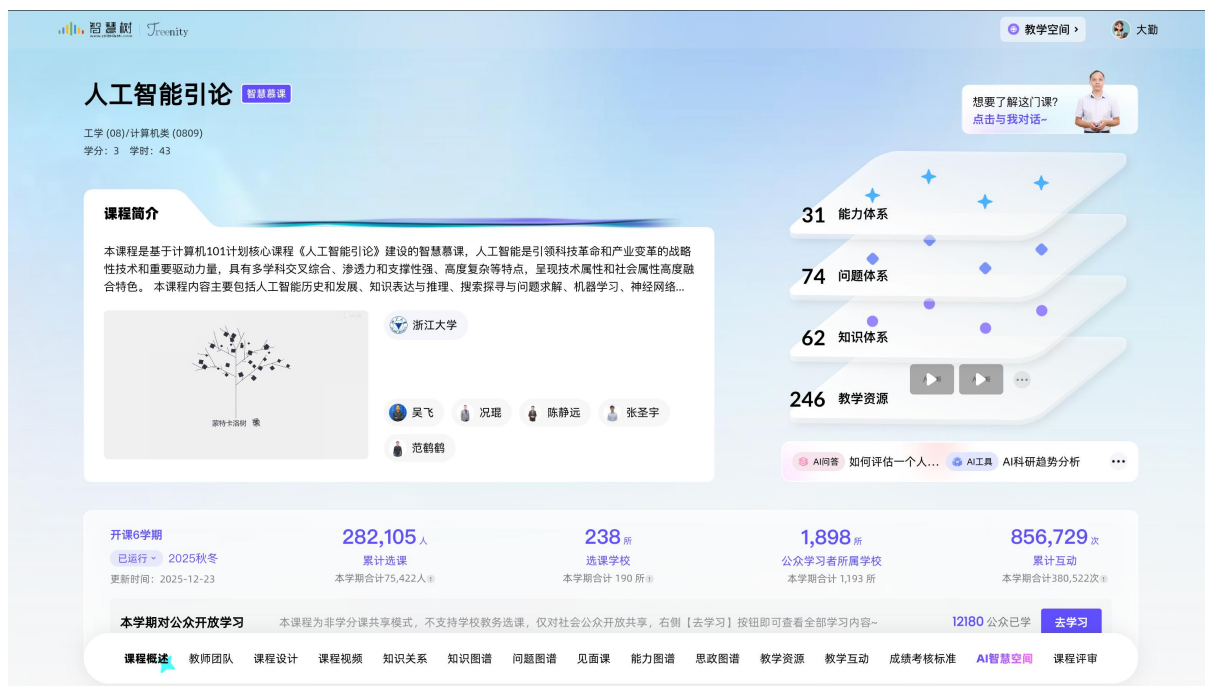 智慧树 Treenity
教学空间 ›
大勤
人工智能引论 智慧慕课
工学 (08)/计算机类 (0809)
学分：3 学时：43
想要了解这门课?
点击与我对话~
课程简介
本课程是基于计算机101计划核心课程《人工智能引论》建设的智慧慕课，人工智能是引领科技革命和产业变革的战略
性技术和重要驱动力量，具有多学科交叉综合、渗透力和支撑性强、高度复杂等特点，呈现技术属性和社会属性高度融
合特色。 本课程内容主要包括人工智能历史和发展、知识表达与推理、搜索探寻与问题求解、机器学习、神经网络...
蒙特卡洛树
浙江大学
吴飞
况琨
陈静远
张圣宇
范鹤鹤
31 能力体系
74 问题体系
62 知识体系
246 教学资源
AI问答 如何评估一个人... AI工具 AI科研趋势分析 ...
开课6学期
已运行 2025秋冬
更新时间：2025-12-23
282,105 人
累计选课
本学期合计75,422人
238 所
选课学校
本学期合计 190 所
1,898 所
公众学习者所属学校
本学期合计 1,193 所
856,729 次
累计互动
本学期合计380,522次
本学期对公众开放学习 本课程为非学分课共享模式，不支持学校教务选课，仅对社会公众开放共享，右侧【去学习】按钮即可查看全部学习内容~ 12180 公众已学 去学习
课程概述 教师团队 课程设计 课程视频 知识关系 知识图谱 问题图谱 见面课 能力图谱 思政图谱 教学资源 教学互动 成绩考核标准 AI智慧空间 课程评审